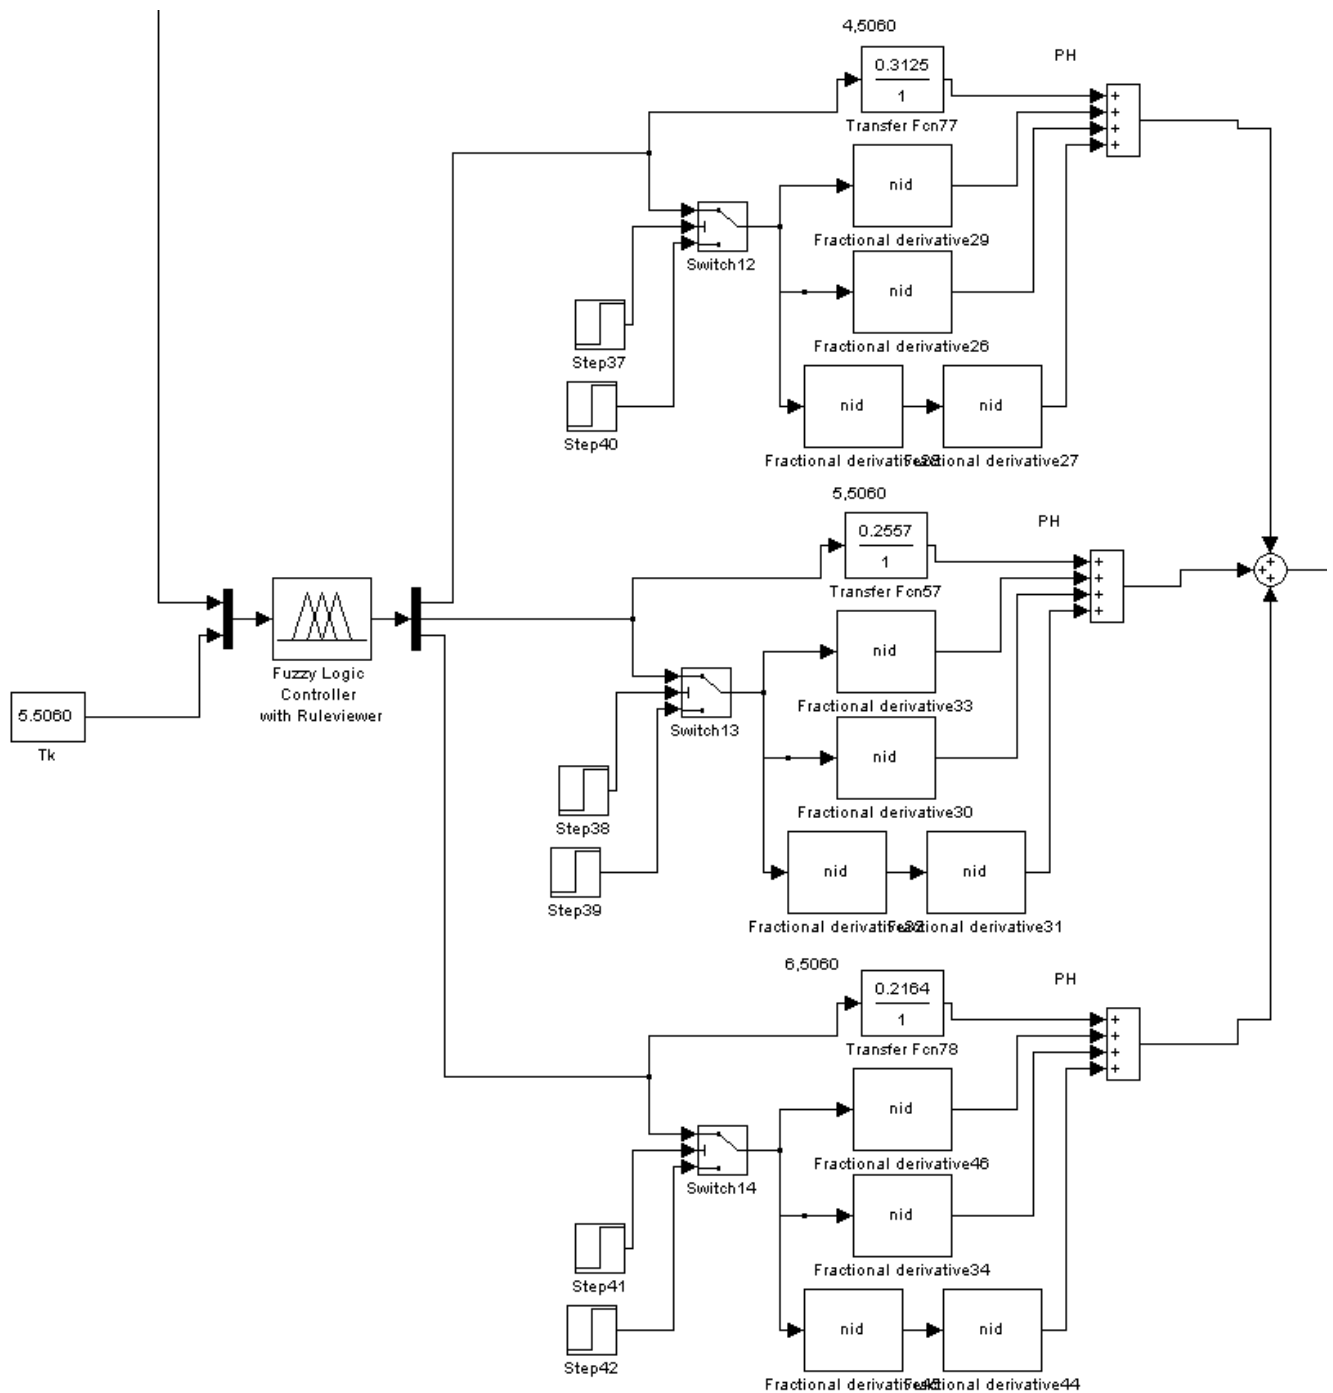 4,5060
PH
0.3125
1
Transfer Fcn77
+
+
+
+
nid
Fractional derivative29
Switch12
nid
Fractional derivative26
Step37
nid
nid
Step40
Fractional derivative27
5,5060
PH
0.2557
1
Transfer Fcn57
+
+
+
+
+
+
+
Fuzzy Logic
Controller
with Ruleviewer
nid
Fractional derivative33
5.5060
Tk
Switch13
nid
Fractional derivative30
Step38
nid
nid
Step39
Fractional derivative31
6,5060
PH
0.2164
1
Transfer Fcn78
+
+
+
+
nid
Fractional derivative46
Switch14
nid
Fractional derivative34
Step41
nid
nid
Step42
Fractional derivative44